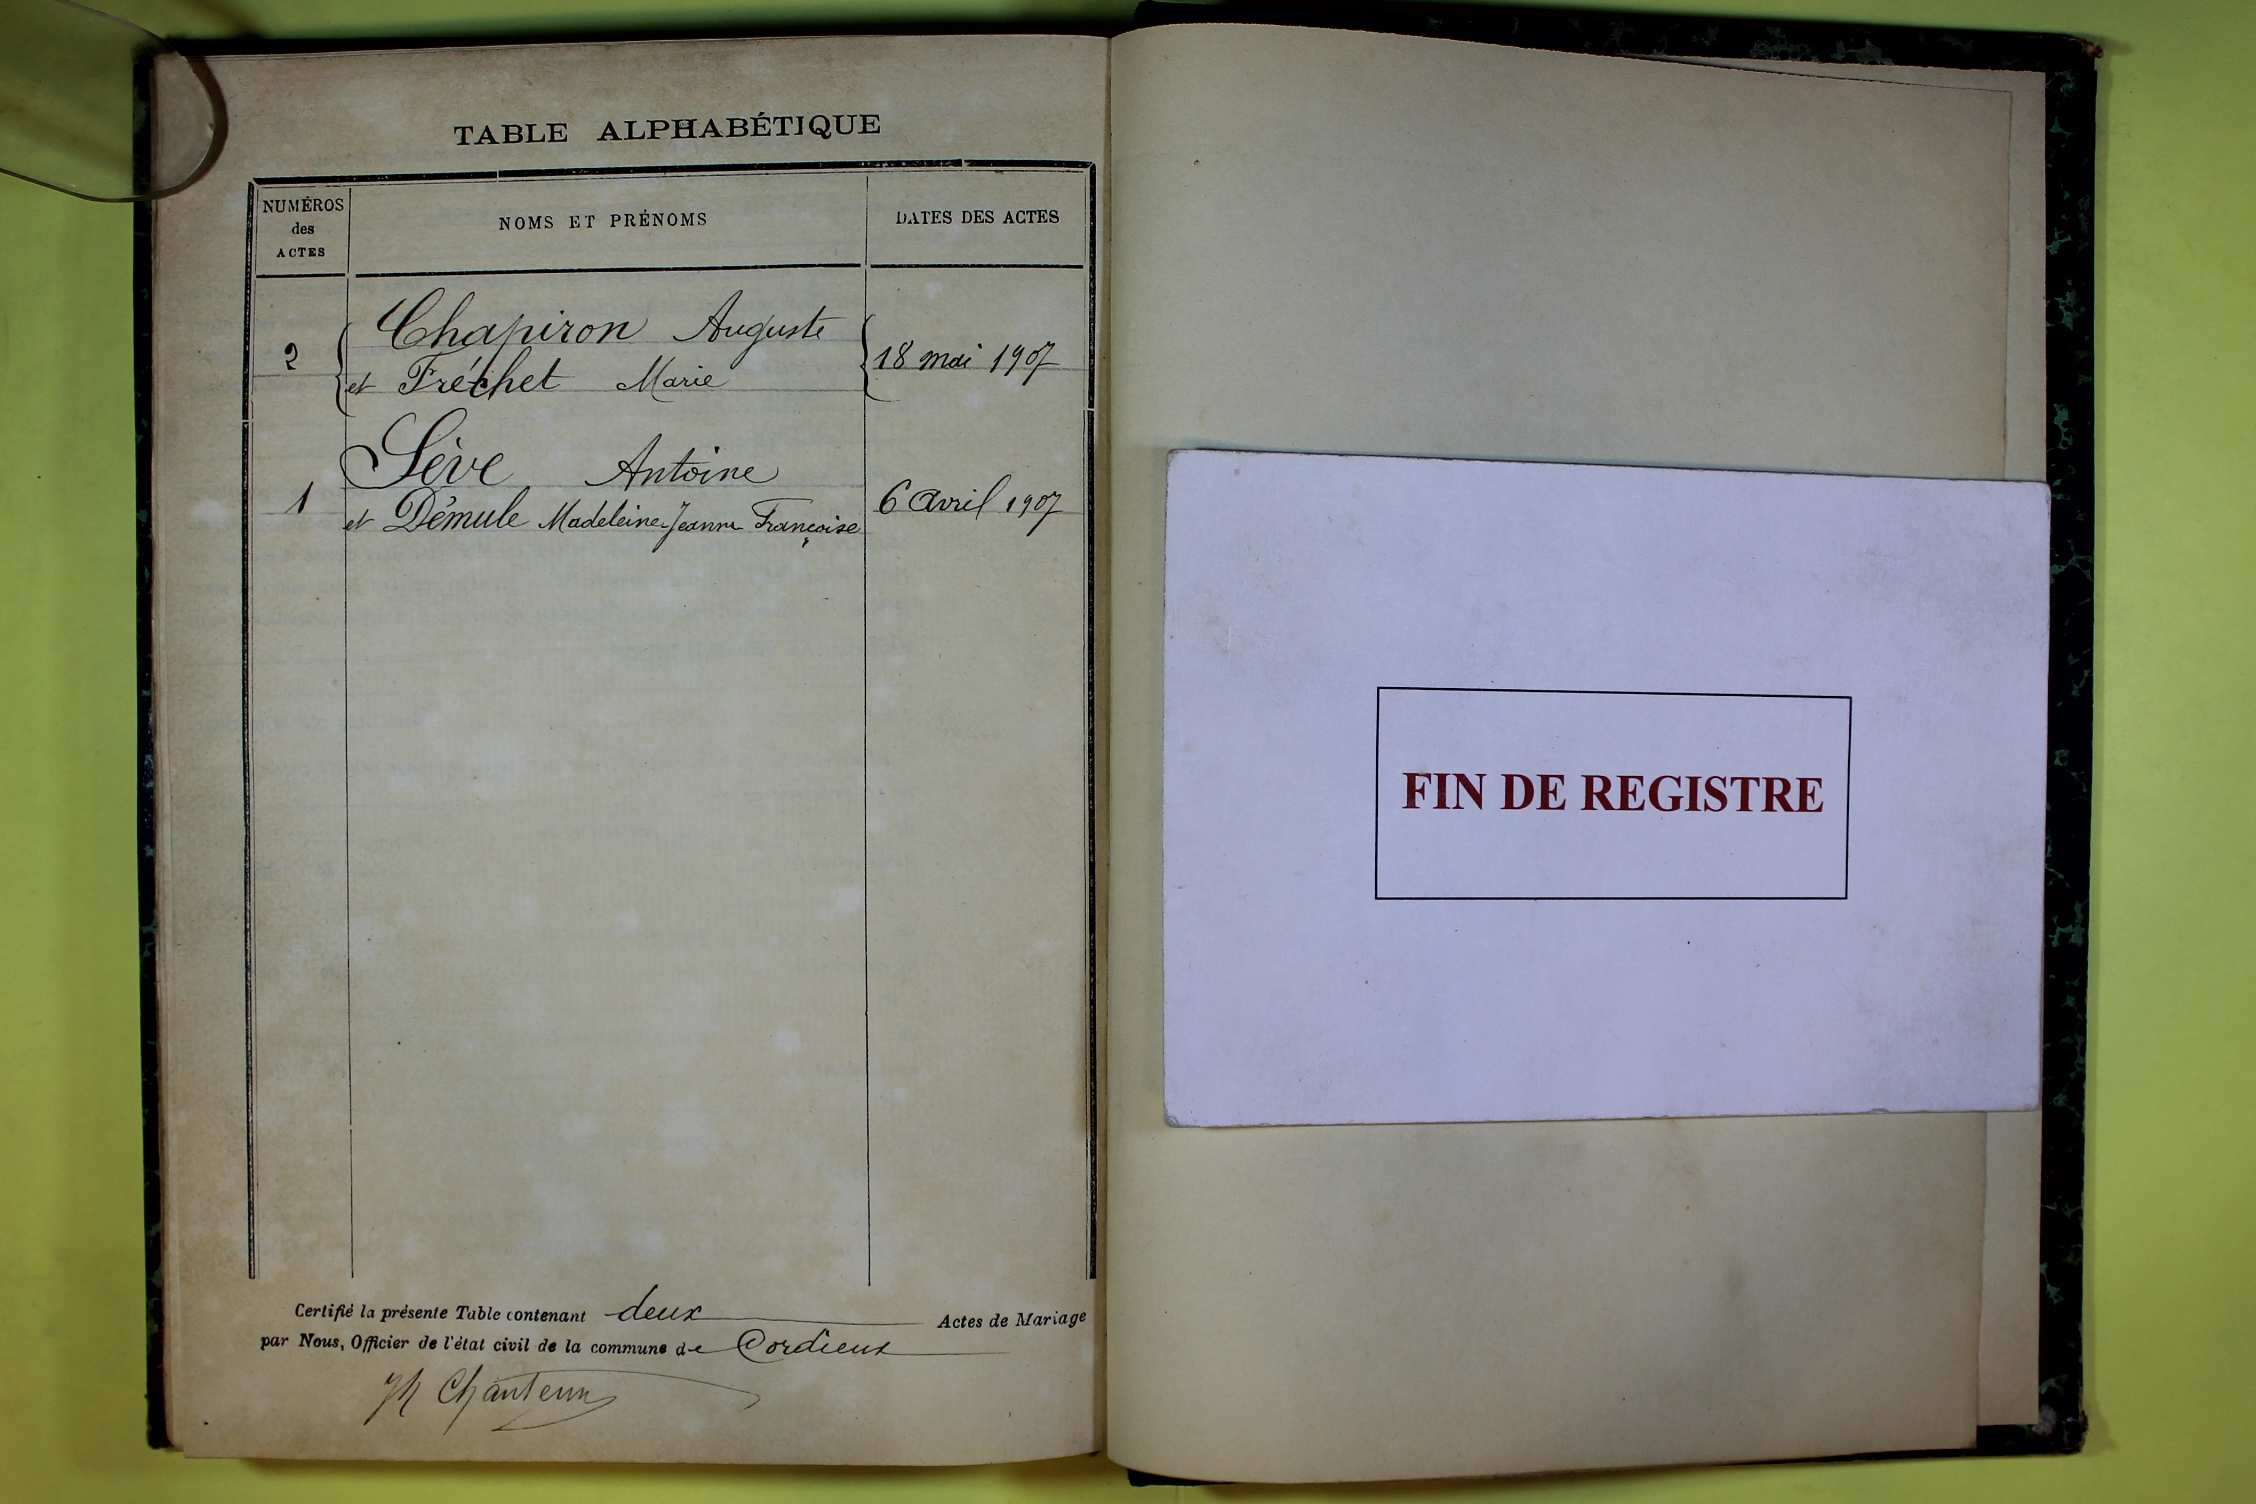 TABLE ALPHABÉTIQUE
NUMÉROS
des
ACTES
NOMS ET PRÉNOMS
DATES DES ACTES
Chapiron Auguste
2
18 mai 1907
et Fréchet Marie
Sève Antoine
1
6 avril 1907
et Démule Madeleine-Jeanne Françoise
Certifié la présente Table contenant deux Actes de Mariage
par Nous, Officier de l'état civil de la commune de Cordieux
FIN DE REGISTRE